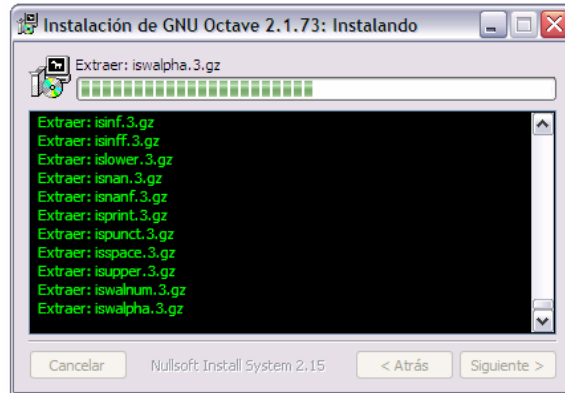 Instalación de GNU Octave 2.1.73: Instalando
Extraer: iswalpha.3.gz
Extraer: isinf.3.gz
Extraer: isinff.3.gz
Extraer: islower.3.gz
Extraer: isnan.3.gz
Extraer: isnanf.3.gz
Extraer: isprint.3.gz
Extraer: ispunct.3.gz
Extraer: isspace.3.gz
Extraer: isupper.3.gz
Extraer: iswalnum.3.gz
Extraer: iswalpha.3.gz
Cancelar Nullsoft Install System 2.15 < Atrás Siguiente >